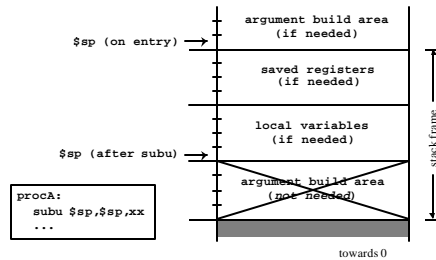 argument build area
(if needed)
$sp (on entry)
saved registers
(if needed)
local variables
(if needed)
$sp (after subu)
argument build area
(not needed)
stack frame
procA:
subu $sp,$sp,xx
...
towards 0